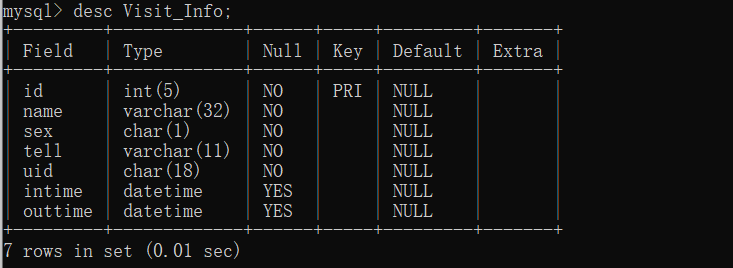 mysql> desc Visit_Info;
+---------+-------------+------+-----+---------+-------+
| Field | Type | Null | Key | Default | Extra |
+---------+-------------+------+-----+---------+-------+
| id | int(5) | NO | PRI | NULL | |
| name | varchar(32) | NO | | NULL | |
| sex | char(1) | NO | | NULL | |
| tell | varchar(11) | NO | | NULL | |
| uid | char(18) | NO | | NULL | |
| intime | datetime | YES | | NULL | |
| outtime | datetime | YES | | NULL | |
+---------+-------------+------+-----+---------+-------+
7 rows in set (0.01 sec)